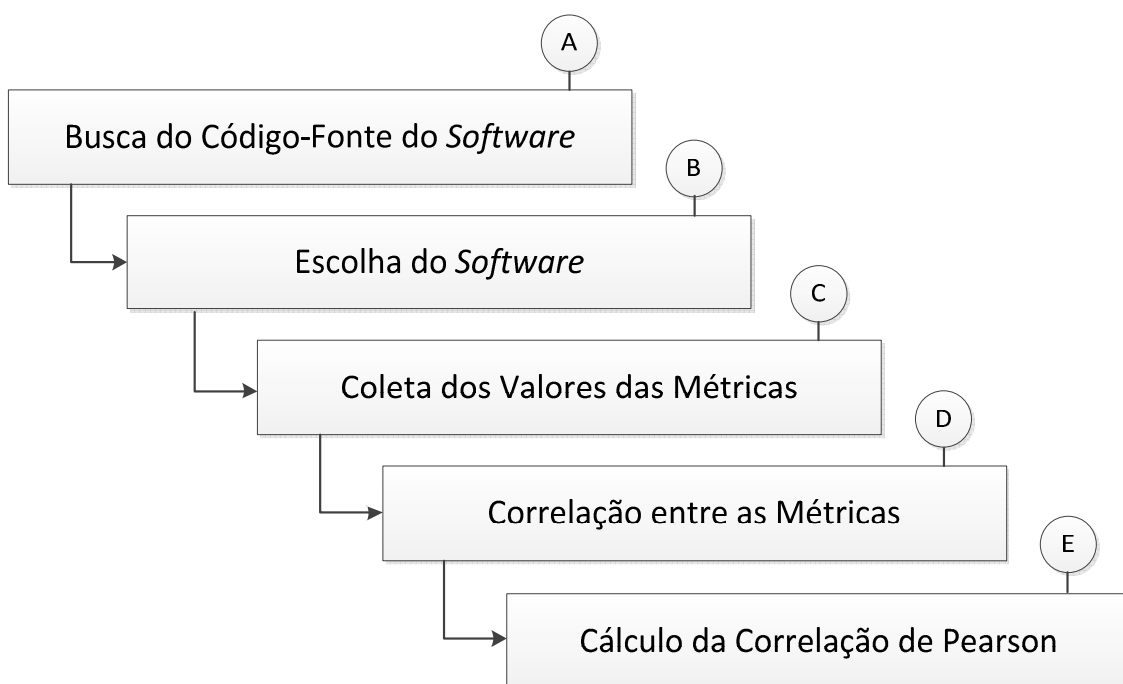 A
Busca do Código-Fonte do Software
B
Escolha do Software
C
Coleta dos Valores das Métricas
D
Correlação entre as Métricas
E
Cálculo da Correlação de Pearson